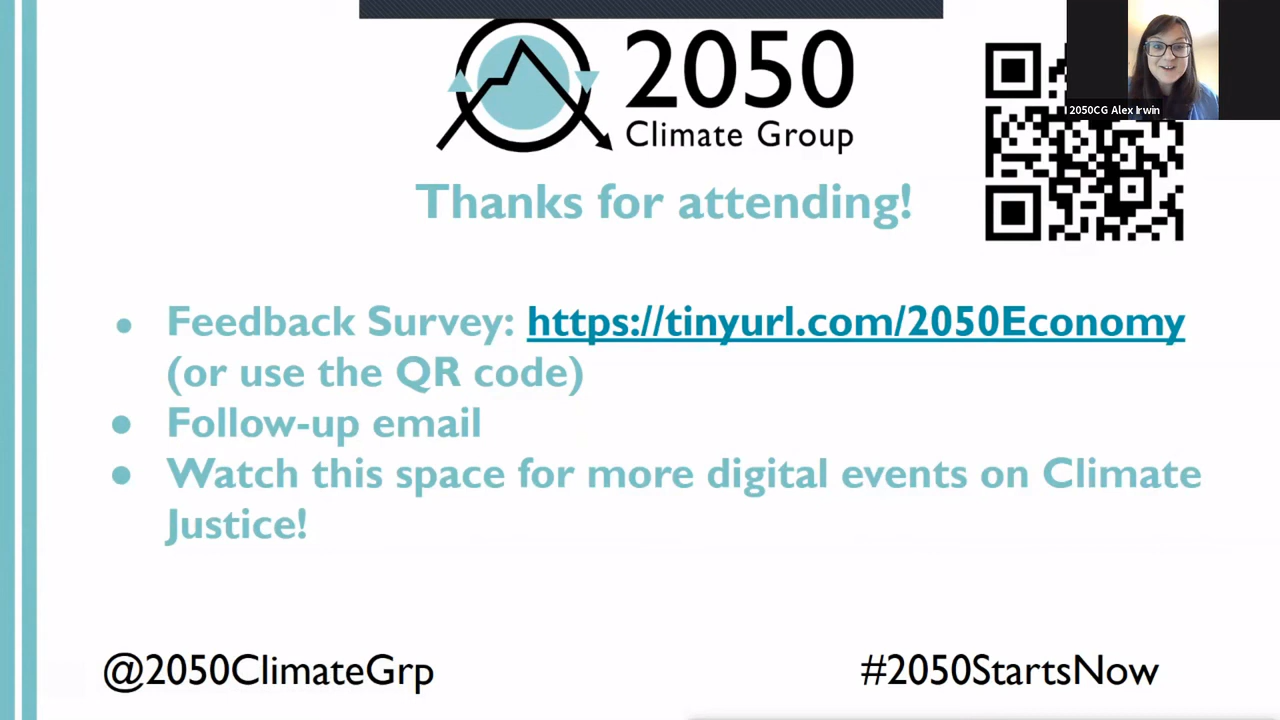 2050
Climate Group
2050CG Alex Irwin
Thanks for attending!
● Feedback Survey: https://tinyurl.com/2050Economy
(or use the QR code)
● Follow-up email
● Watch this space for more digital events on Climate
Justice!
@2050ClimateGrp
#2050StartsNow